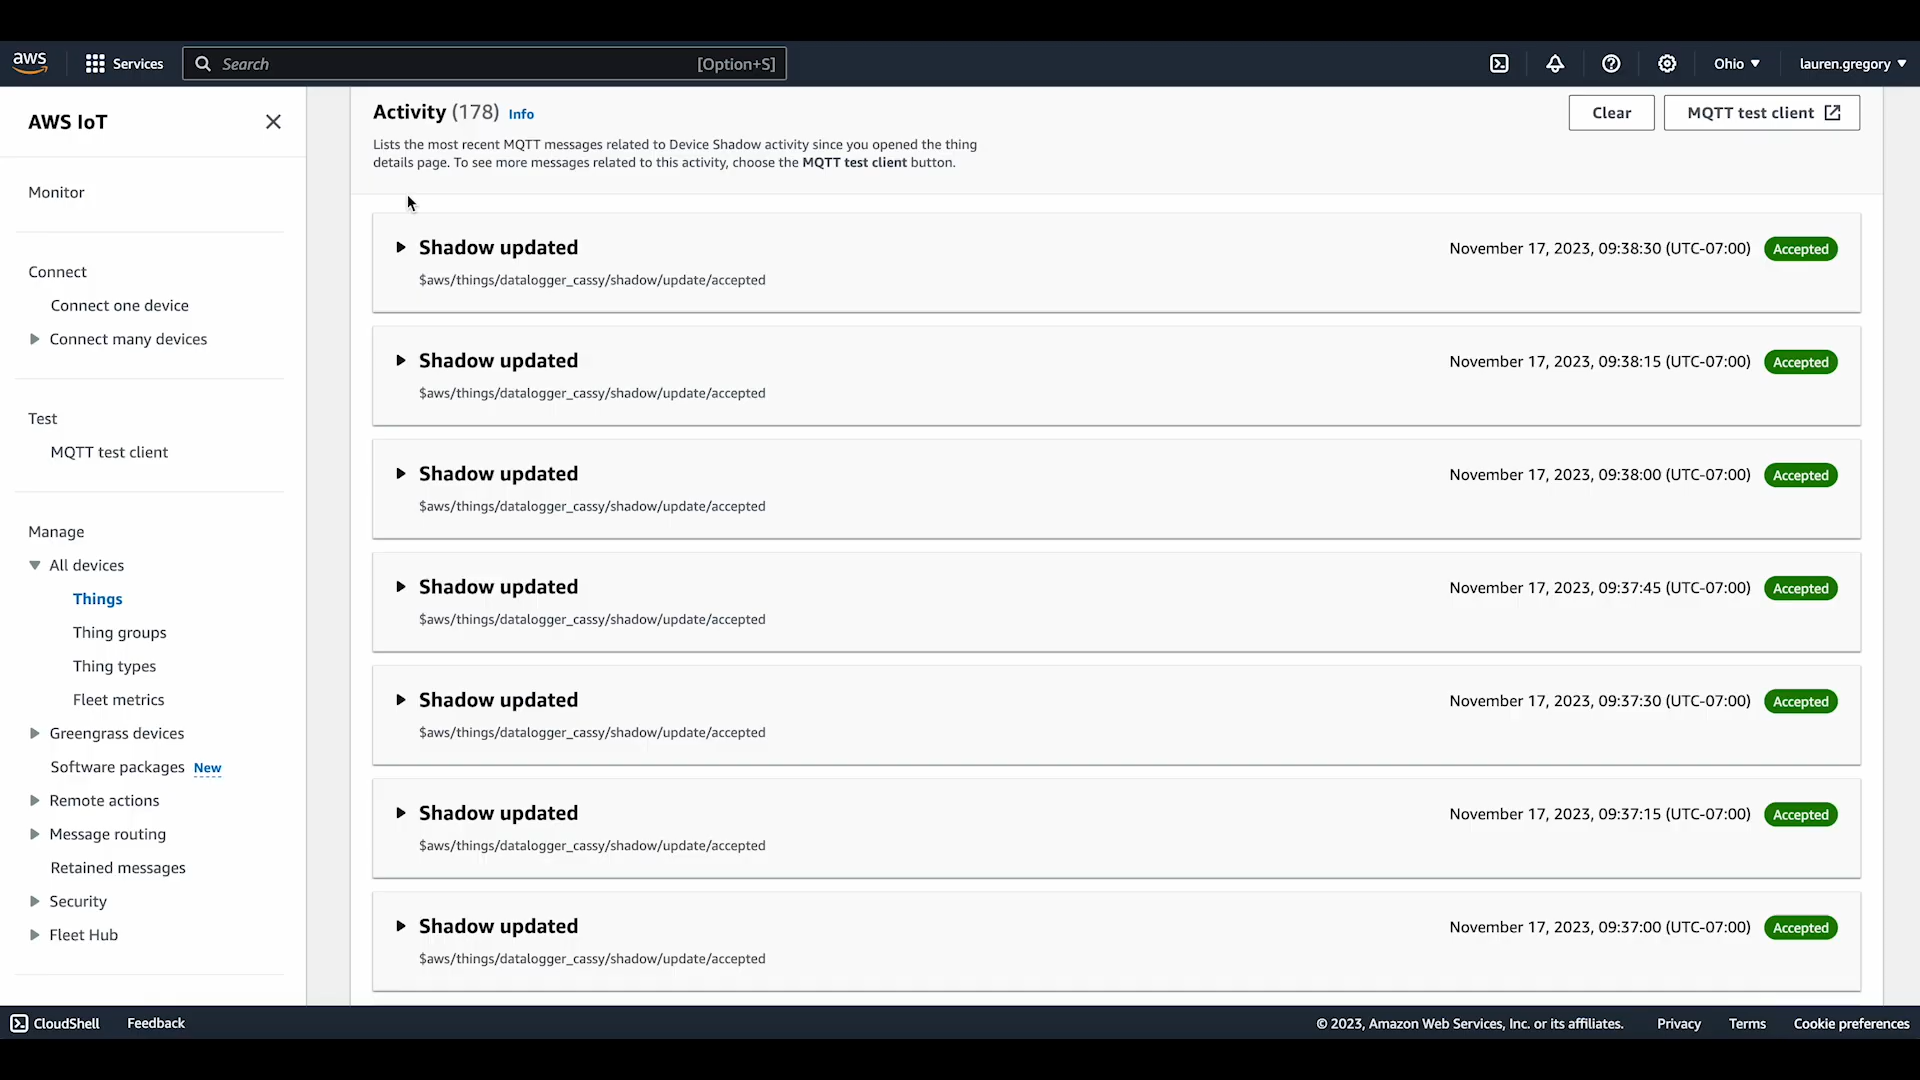 aws
Services
Search
[Option+S]
Ohio
lauren.gregory
AWS IoT
Monitor
Connect
Connect one device
Connect many devices
Test
MQTT test client
Manage
All devices
Things
Thing groups
Thing types
Fleet metrics
Greengrass devices
Software packages New
Remote actions
Message routing
Retained messages
Security
Fleet Hub
Activity (178) Info
Clear
MQTT test client
Lists the most recent MQTT messages related to Device Shadow activity since you opened the thing
details page. To see more messages related to this activity, choose the MQTT test client button.
Shadow updated
November 17, 2023, 09:38:30 (UTC-07:00) Accepted
$aws/things/datalogger_cassy/shadow/update/accepted
Shadow updated
November 17, 2023, 09:38:15 (UTC-07:00) Accepted
$aws/things/datalogger_cassy/shadow/update/accepted
Shadow updated
November 17, 2023, 09:38:00 (UTC-07:00) Accepted
$aws/things/datalogger_cassy/shadow/update/accepted
Shadow updated
November 17, 2023, 09:37:45 (UTC-07:00) Accepted
$aws/things/datalogger_cassy/shadow/update/accepted
Shadow updated
November 17, 2023, 09:37:30 (UTC-07:00) Accepted
$aws/things/datalogger_cassy/shadow/update/accepted
Shadow updated
November 17, 2023, 09:37:15 (UTC-07:00) Accepted
$aws/things/datalogger_cassy/shadow/update/accepted
Shadow updated
November 17, 2023, 09:37:00 (UTC-07:00) Accepted
$aws/things/datalogger_cassy/shadow/update/accepted
CloudShell
Feedback
© 2023, Amazon Web Services, Inc. or its affiliates.
Privacy
Terms
Cookie preferences